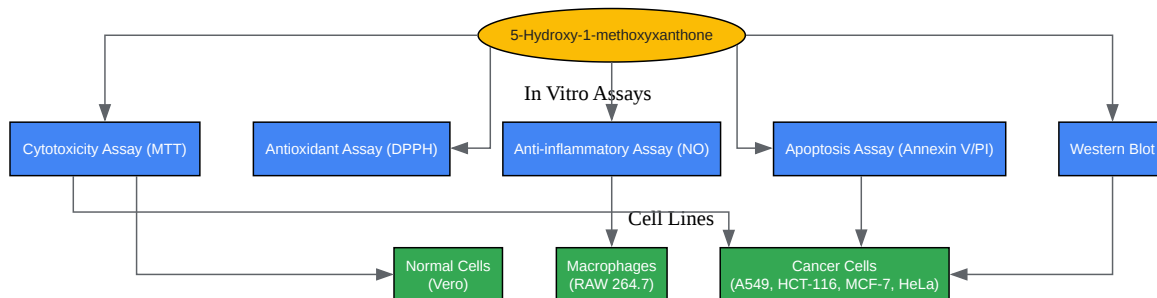 5-Hydroxy-1-methoxyxanthone
In Vitro Assays
Cytotoxicity Assay (MTT)
Antioxidant Assay (DPPH)
Anti-inflammatory Assay (NO)
Apoptosis Assay (Annexin V/PI)
Western Blot
Cell Lines
Normal Cells
(Vero)
Macrophages
(RAW 264.7)
Cancer Cells
(A549, HCT-116, MCF-7, HeLa)